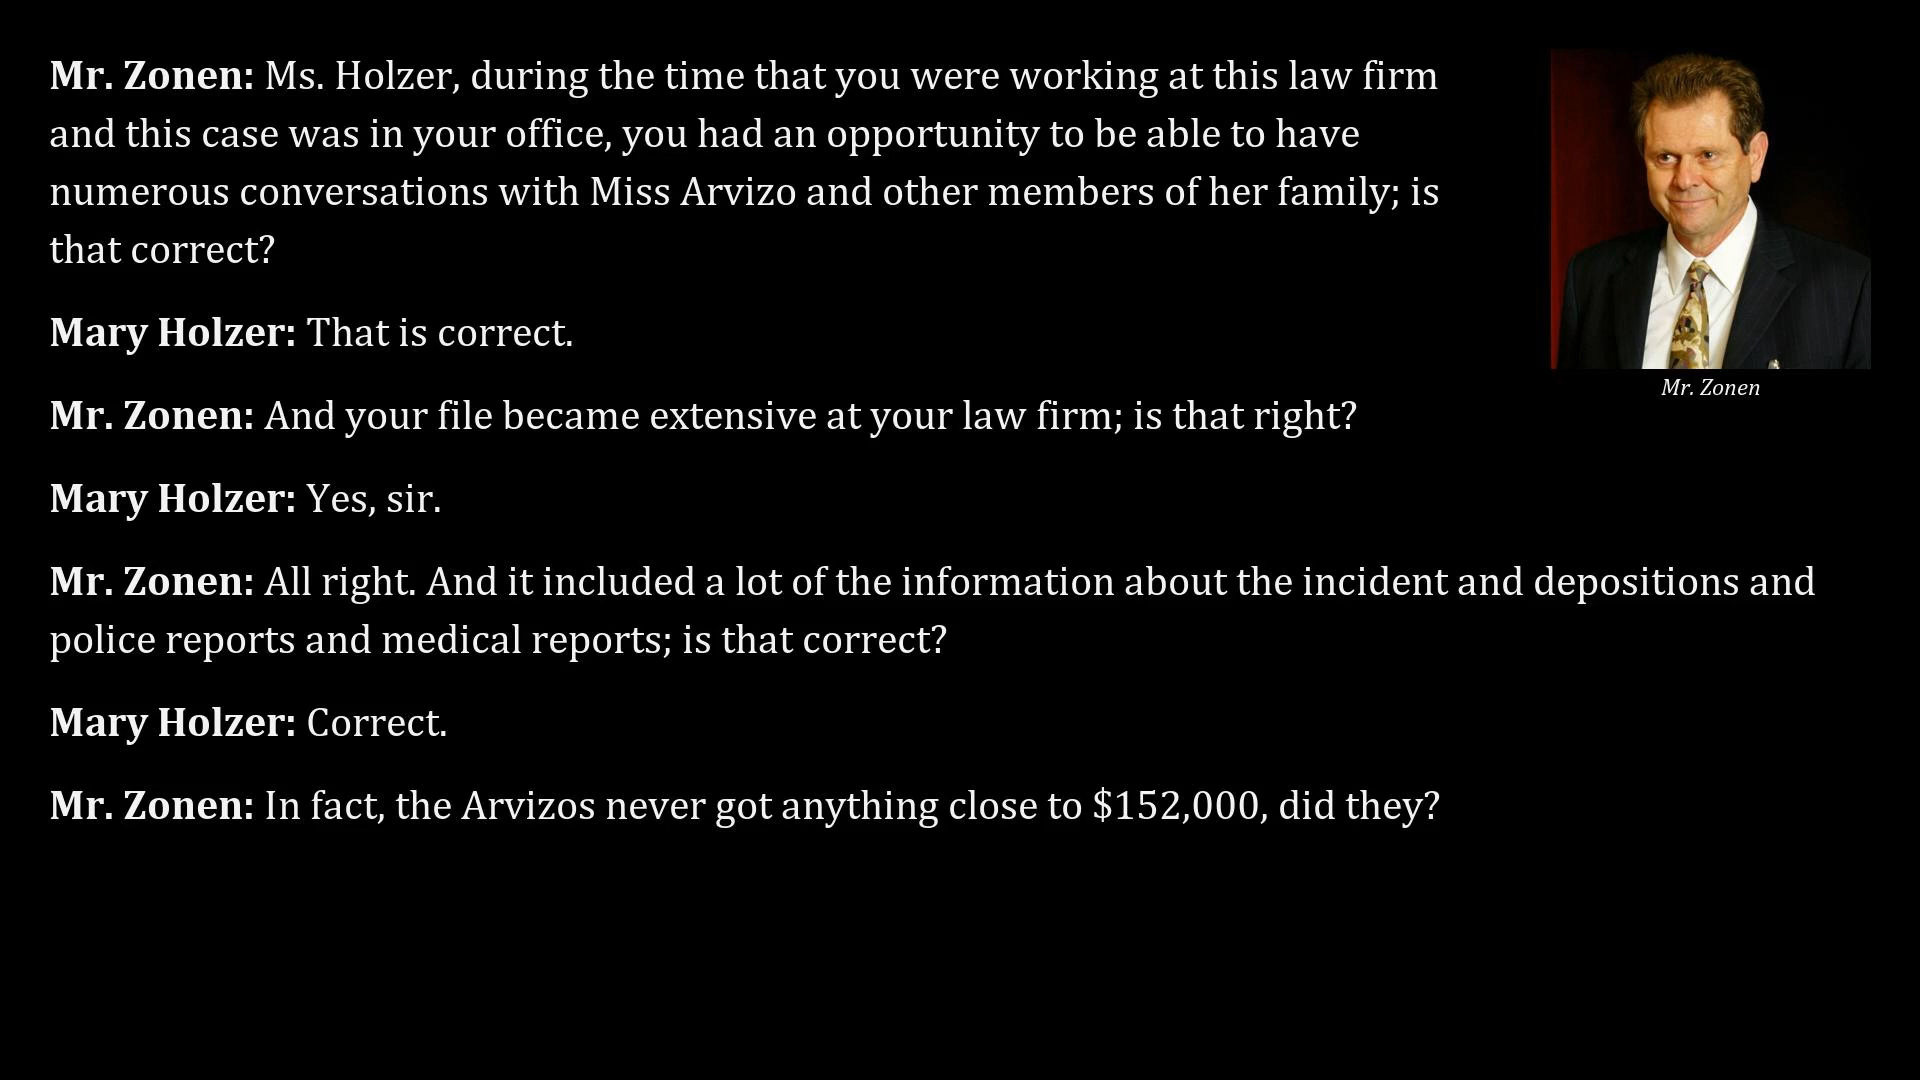 Mr. Zonen: Ms. Holzer, during the time that you were working at this law firm
and this case was in your office, you had an opportunity to be able to have
numerous conversations with Miss Arvizo and other members of her family; is
that correct?
Mary Holzer: That is correct.
Mr. Zonen
Mr. Zonen: And your file became extensive at your law firm; is that right?
Mary Holzer: Yes, sir.
Mr. Zonen: All right. And it included a lot of the information about the incident and depositions and
police reports and medical reports; is that correct?
Mary Holzer: Correct.
Mr. Zonen: In fact, the Arvizos never got anything close to $152,000, did they?